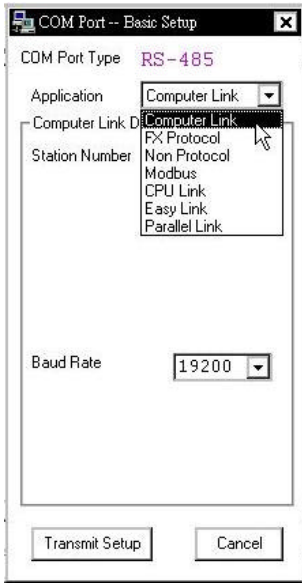 COM Port -- Basic Setup
COM Port Type RS-485
Application Computer Link
Computer Link D
Computer Link
FX Protocol
Station Number
Non Protocol
Modbus
CPU Link
Easy Link
Parallel Link
Baud Rate 19200
Transmit Setup Cancel